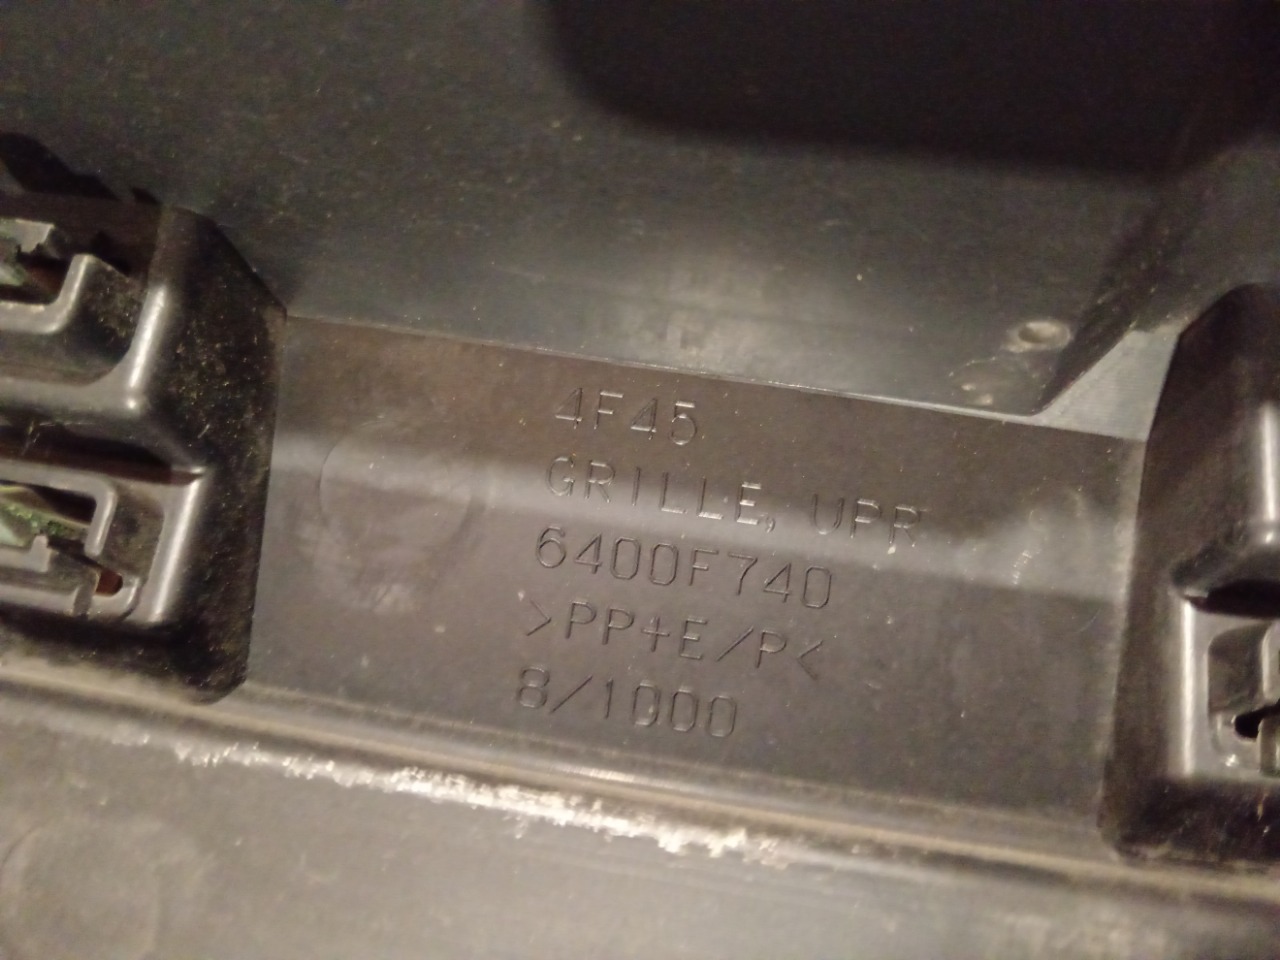 4F45
GRILLE, UPR
6400F740
>PP+E/P<
8/1000